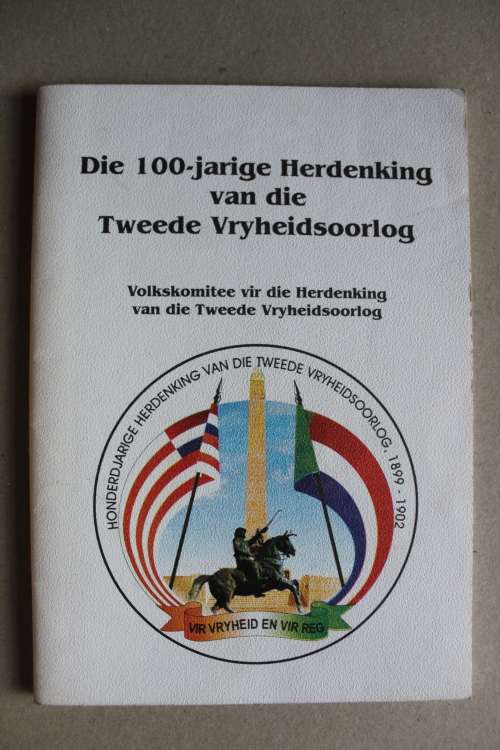 Die 100-jarige Herdenking
van die
Tweede Vryheidsoorlog
Volkskomitee vir die Herdenking
van die Tweede Vryheidsoorlog
HONDERDJARIGE HERDENKING VAN DIE TWEEDE VRYHEIDSOORLOG, 1899 - 1902
VIR VRYHEID EN VIR REG